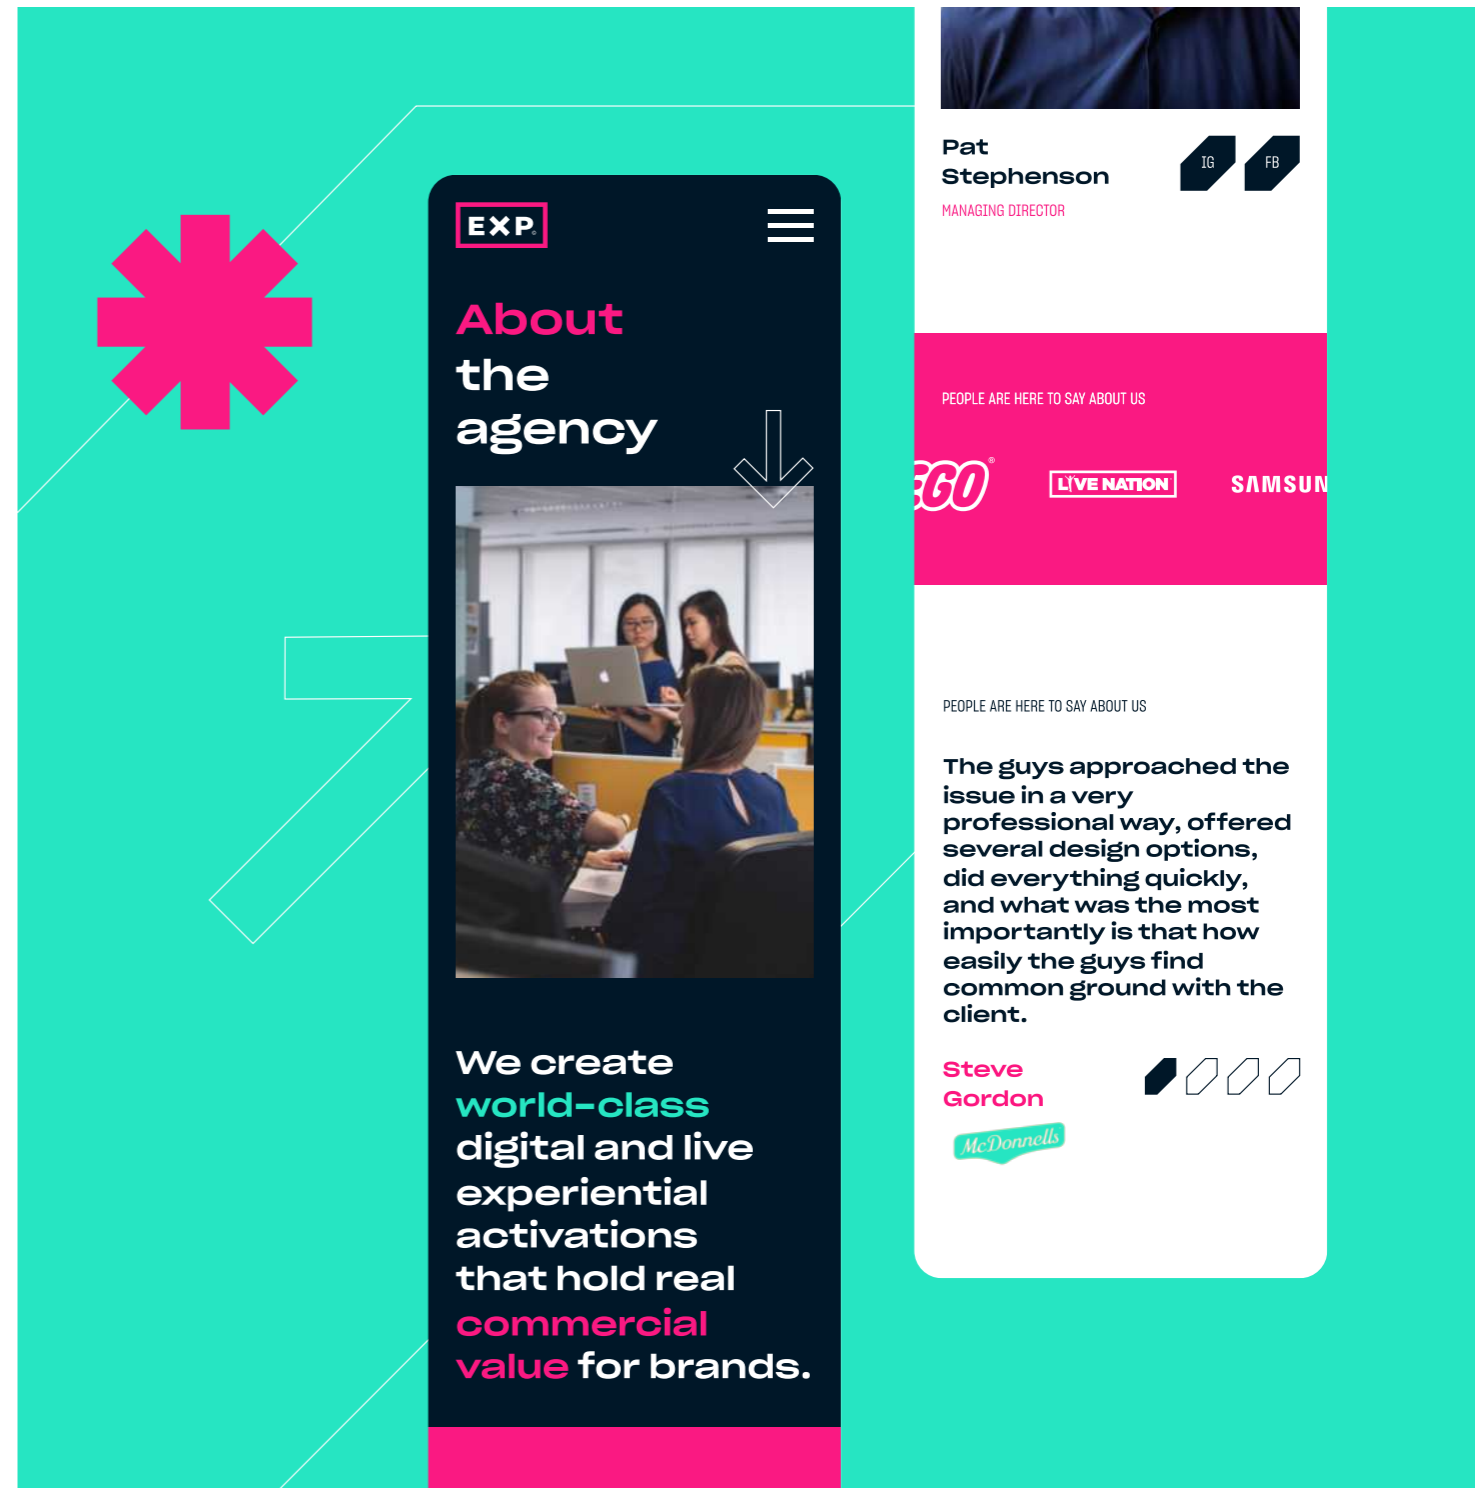 EXP.
About
the
agency
We create
world-class
digital and live
experiential
activations
that hold real
commercial
value for brands.
Pat
Stephenson
IG
FB
MANAGING DIRECTOR
PEOPLE ARE HERE TO SAY ABOUT US
EGO®
LIVE NATION
SAMSUN
PEOPLE ARE HERE TO SAY ABOUT US
The guys approached the
issue in a very
professional way, offered
several design options,
did everything quickly,
and what was the most
importantly is that how
easily the guys find
common ground with the
client.
Steve
Gordon
McDonnells